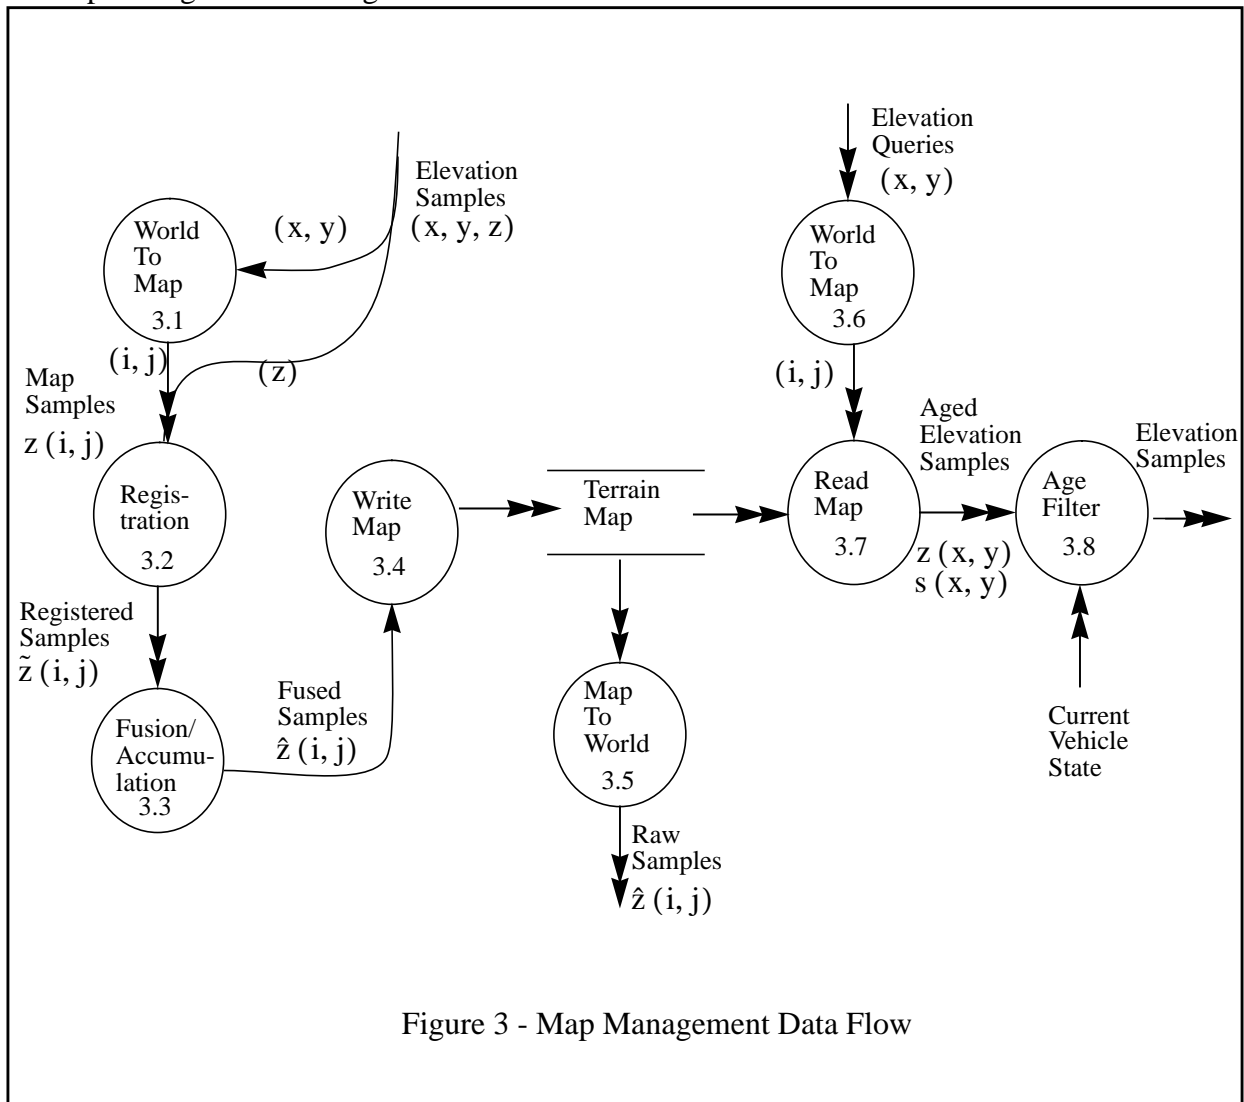 Elevation
Samples
(x, y, z)
(x, y)
World
To
Map
3.1
(i, j)
(z)
Map
Samples
z (i, j)
Regis-
tration
3.2
Registered
Samples
z̃ (i, j)
Fusion/
Accumu-
lation
3.3
Fused
Samples
ẑ (i, j)
Write
Map
3.4
Terrain
Map
Map
To
World
3.5
Raw
Samples
ẑ (i, j)
Elevation
Queries
(x, y)
World
To
Map
3.6
(i, j)
Read
Map
3.7
Aged
Elevation
Samples
z (x, y)
s (x, y)
Age
Filter
3.8
Elevation
Samples
Current
Vehicle
State
Figure 3 - Map Management Data Flow